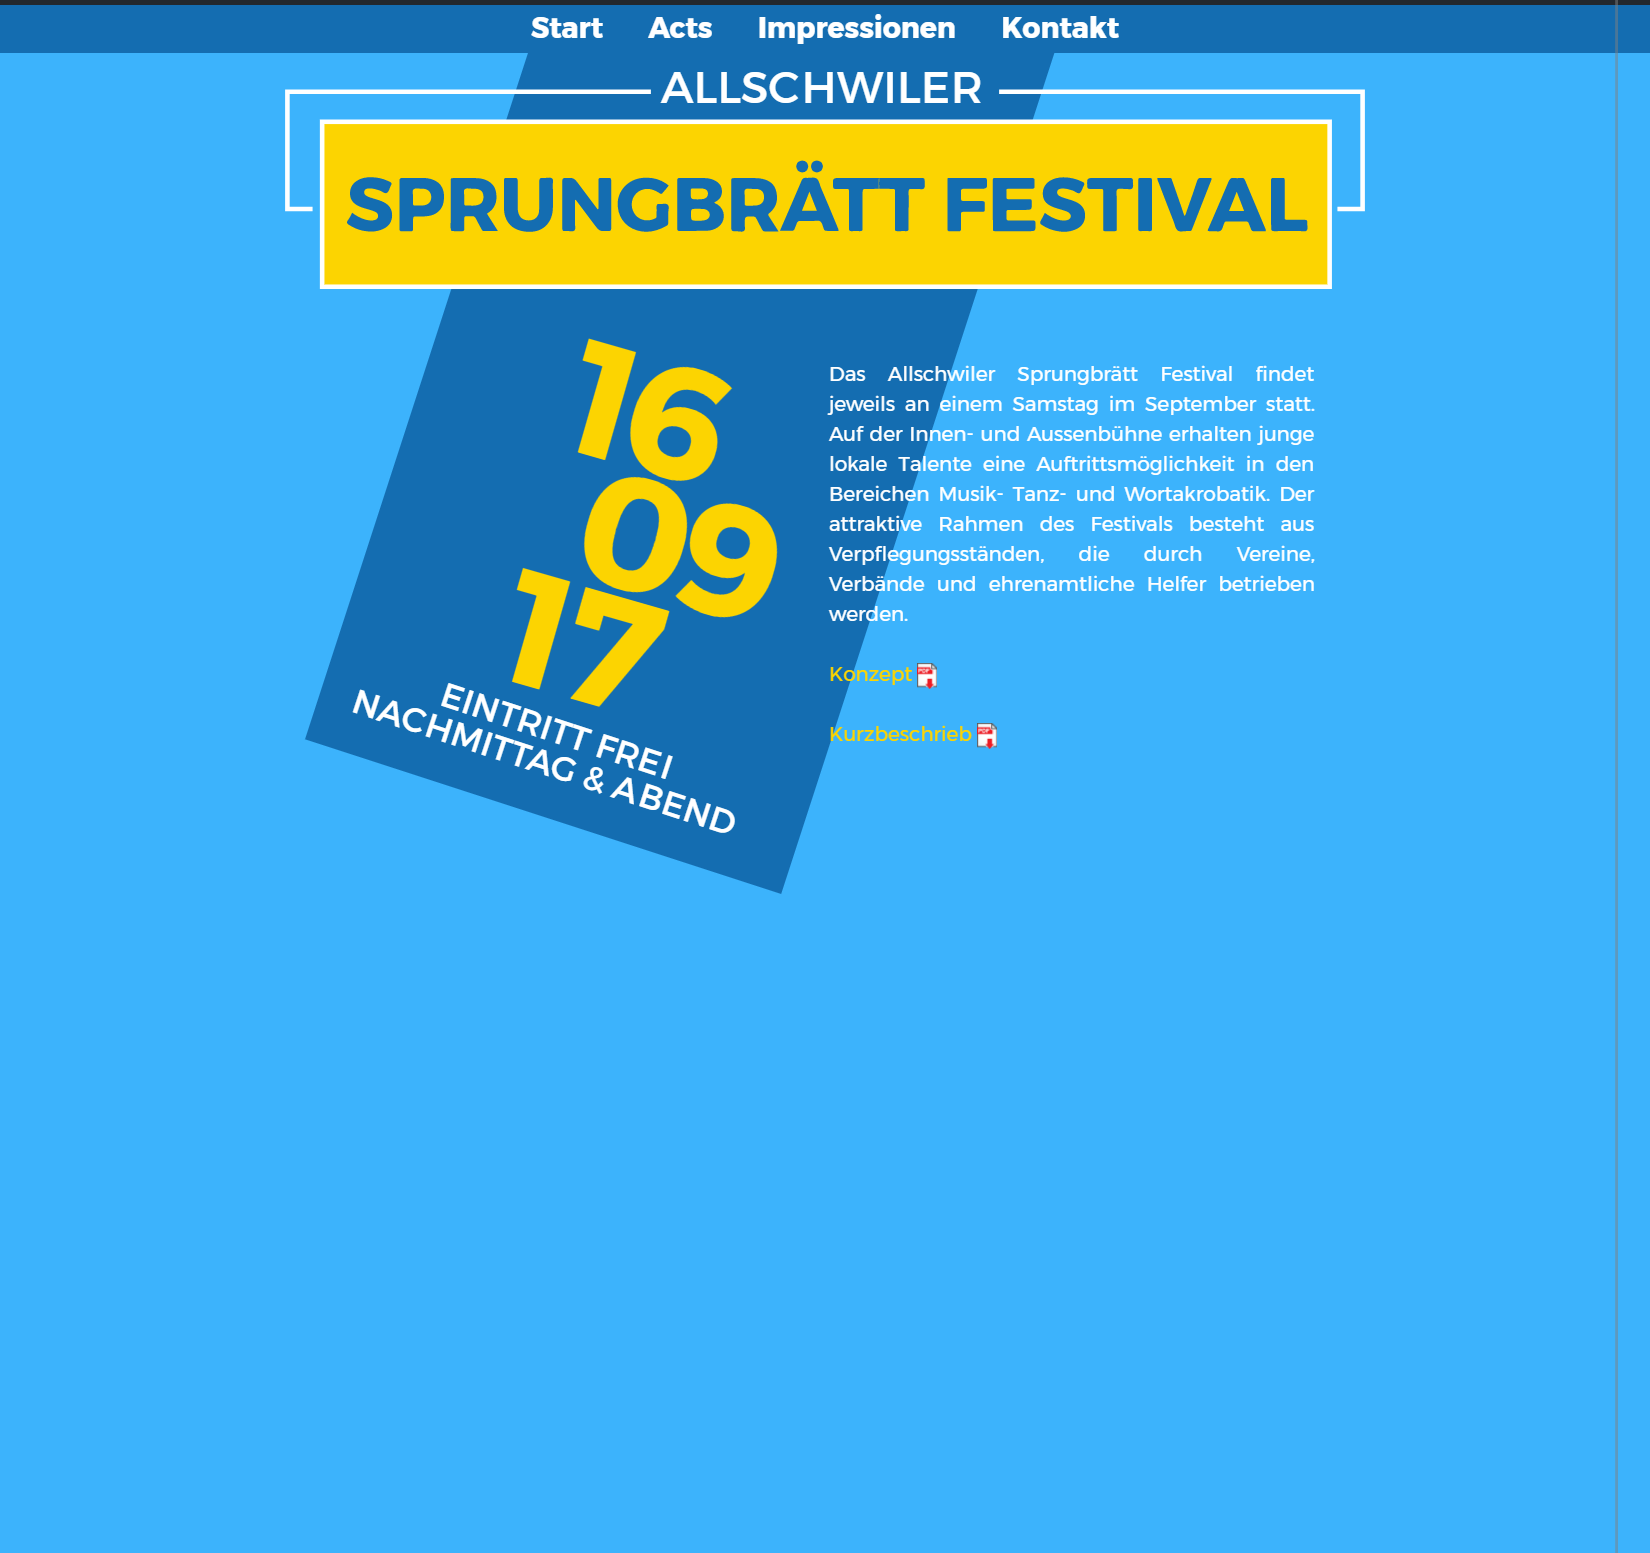 Start Acts Impressionen Kontakt
ALLSCHWILER
SPRUNGBRÄTT FESTIVAL
16
09
17
EINTRITT FREI
NACHMITTAG & ABEND
Das Allschwiler Sprungbrätt Festival findet
jeweils an einem Samstag im September statt.
Auf der Innen- und Aussenbühne erhalten junge
lokale Talente eine Auftrittsmöglichkeit in den
Bereichen Musik- Tanz- und Wortakrobatik. Der
attraktive Rahmen des Festivals besteht aus
Verpflegungsständen, die durch Vereine,
Verbände und ehrenamtliche Helfer betrieben
werden.
Konzept
Kurzbeschrieb